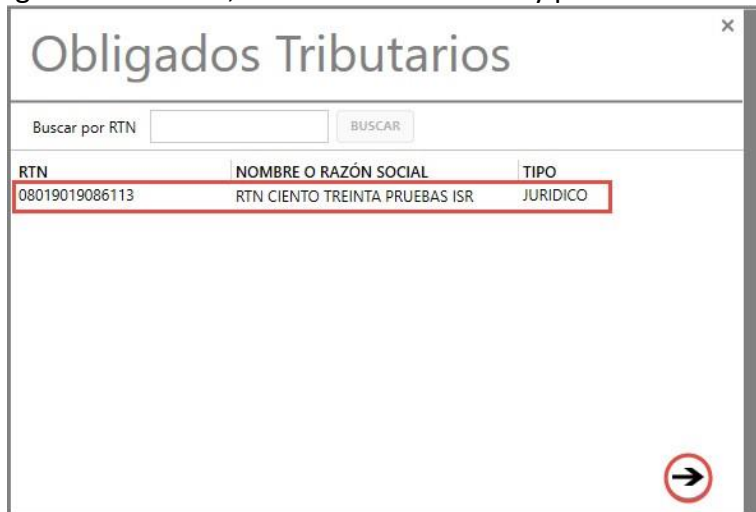 Obligados Tributarios
Buscar por RTN BUSCAR
RTN NOMBRE O RAZÓN SOCIAL TIPO
08019019086113 RTN CIENTO TREINTA PRUEBAS ISR JURIDICO